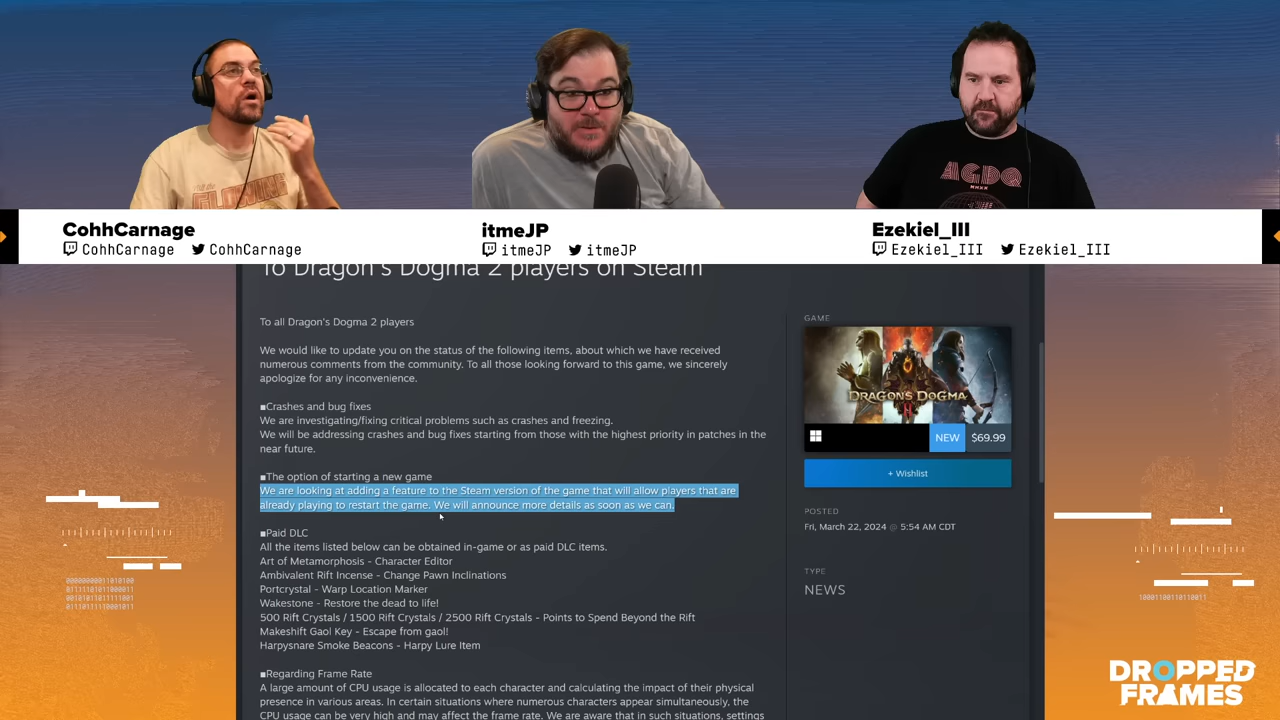 CohhCarnage
CohhCarnage CohhCarnage
itmeJP
itmeJP itmeJP
Ezekiel_III
Ezekiel_III Ezekiel_III
AGDQ
To Dragon's Dogma 2 players on Steam
To all Dragon's Dogma 2 players
We would like to update you on the status of the following items, about which we have received
numerous comments from the community. To all those looking forward to this game, we sincerely
apologize for any inconvenience.
■Crashes and bug fixes
We are investigating/fixing critical problems such as crashes and freezing.
We will be addressing crashes and bug fixes starting from those with the highest priority in patches in the
near future.
■The option of starting a new game
We are looking at adding a feature to the Steam version of the game that will allow players that are
already playing to restart the game. We will announce more details as soon as we can.
■Paid DLC
All the items listed below can be obtained in-game or as paid DLC items.
Art of Metamorphosis - Character Editor
Ambivalent Rift Incense - Change Pawn Inclinations
Portcrystal - Warp Location Marker
Wakestone - Restore the dead to life!
500 Rift Crystals / 1500 Rift Crystals / 2500 Rift Crystals - Points to Spend Beyond the Rift
Makeshift Gaol Key - Escape from gaol!
Harpysnare Smoke Beacons - Harpy Lure Item
■Regarding Frame Rate
A large amount of CPU usage is allocated to each character and calculating the impact of their physical
presence in various areas. In certain situations where numerous characters appear simultaneously, the
CPU usage can be very high and may affect the frame rate. We are aware that in such situations, settings
GAME
DRAGON'S DOGMA
II
NEW $69.99
+ Wishlist
POSTED
Fri, March 22, 2024 @ 5:54 AM CDT
TYPE
NEWS
DROPPED
FRAMES